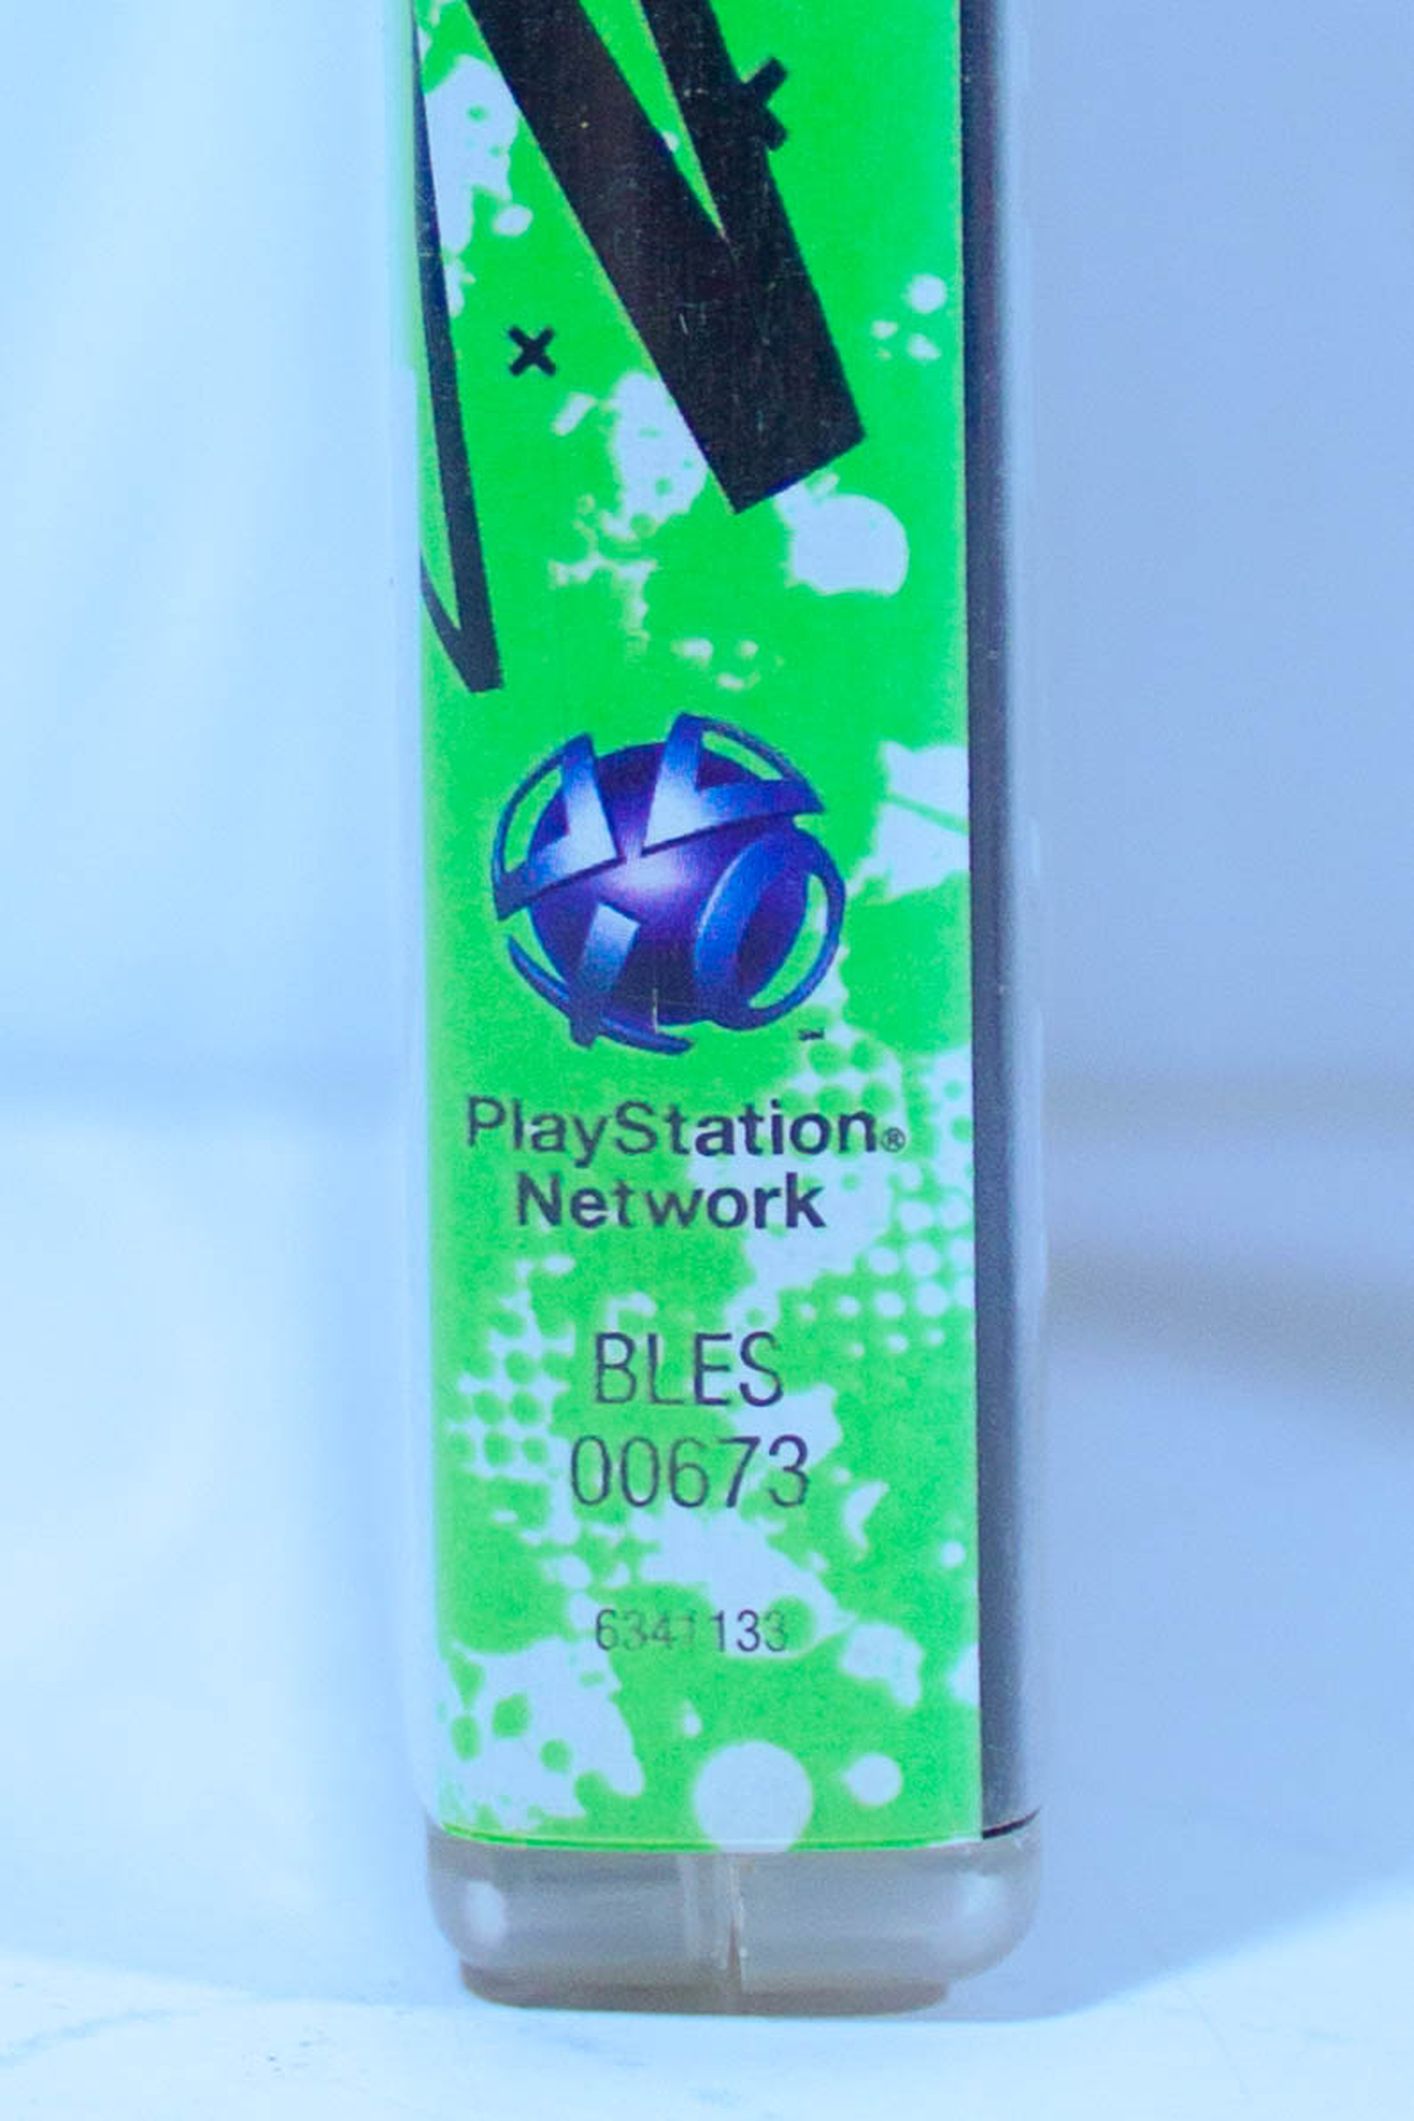 PlayStation®
Network
BLES
00673
6341133